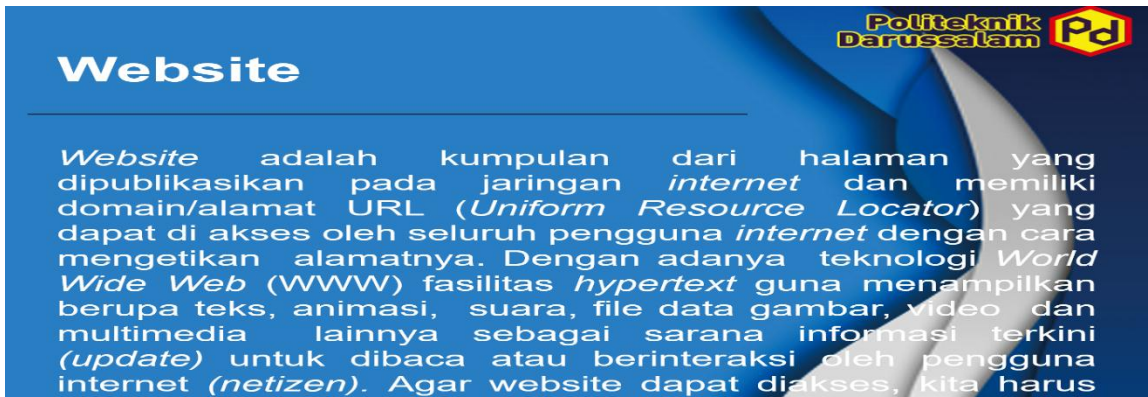 Politeknik
Darussalam
Pd
Website
Website adalah kumpulan dari halaman yang
dipublikasikan pada jaringan internet dan memiliki
domain/alamat URL (Uniform Resource Locator) yang
dapat di akses oleh seluruh pengguna internet dengan cara
mengetikan alamatnya. Dengan adanya teknologi World
Wide Web (WWW) fasilitas hypertext guna menampilkan
berupa teks, animasi, suara, file data gambar, video dan
multimedia lainnya sebagai sarana informasi terkini
(update) untuk dibaca atau berinteraksi oleh pengguna
internet (netizen). Agar website dapat diakses, kita harus